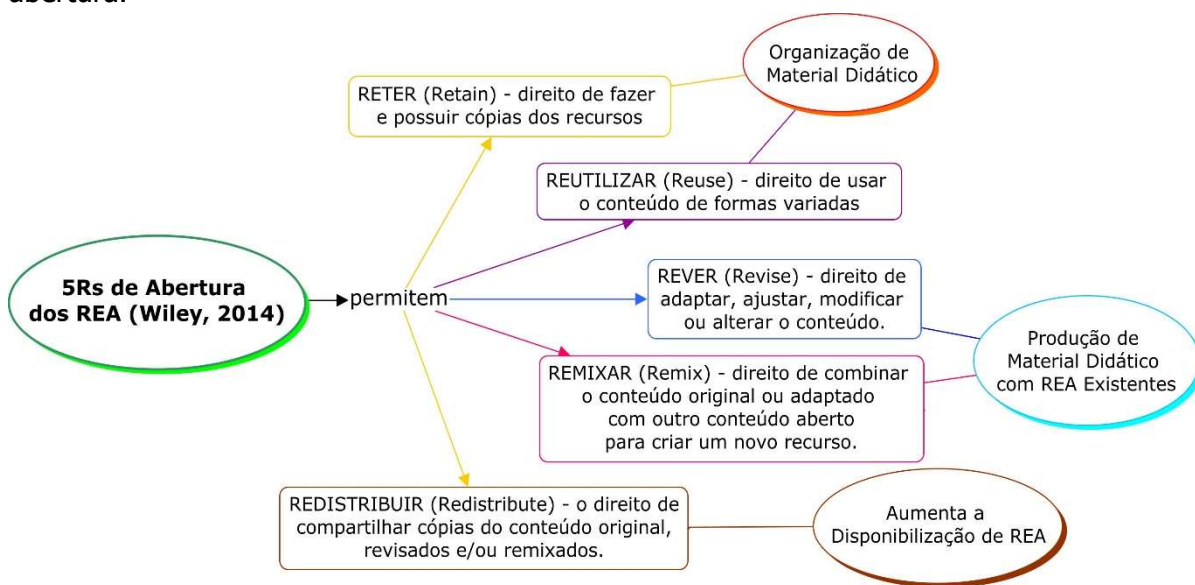 abertura.
Organização de
Material Didático
RETER (Retain) - direito de fazer
e possuir cópias dos recursos
REUTILIZAR (Reuse) - direito de usar
o conteúdo de formas variadas
5Rs de Abertura
dos REA (Wiley, 2014)
permitem
REVER (Revise) - direito de
adaptar, ajustar, modificar
ou alterar o conteúdo.
Produção de
Material Didático
com REA Existentes
REMIXAR (Remix) - direito de combinar
o conteúdo original ou adaptado
com outro conteúdo aberto
para criar um novo recurso.
REDISTRIBUIR (Redistribute) - o direito de
compartilhar cópias do conteúdo original,
revisados e/ou remixados.
Aumenta a
Disponibilização de REA